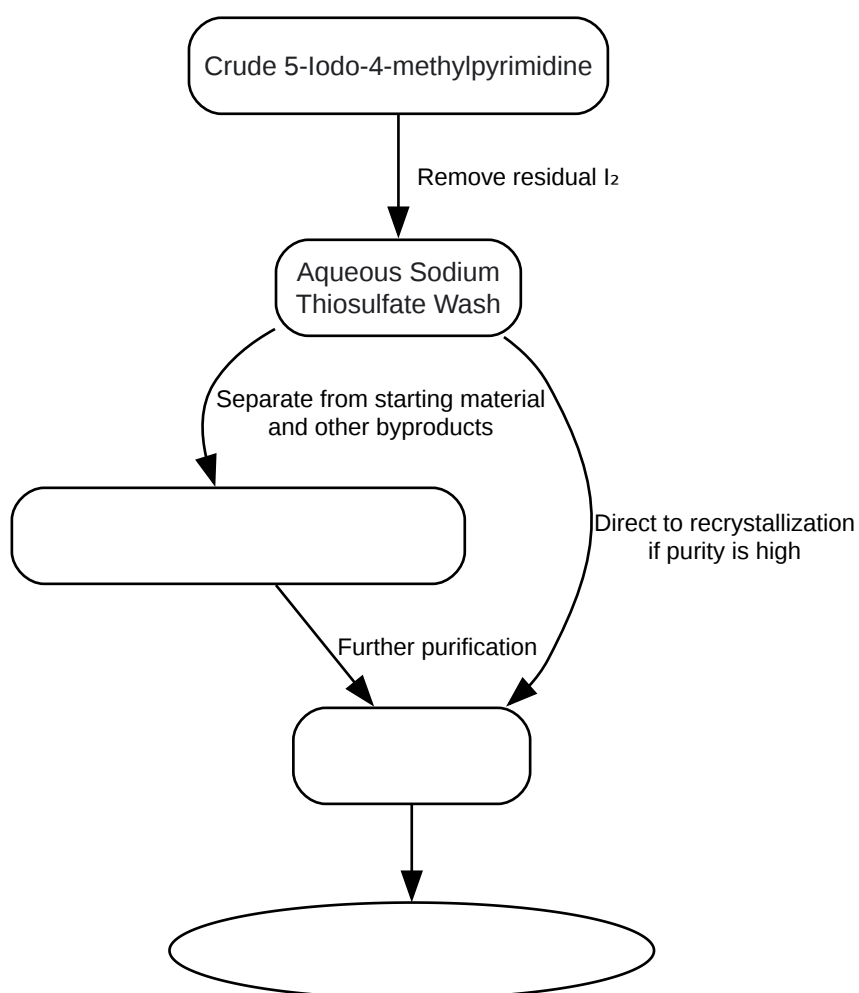 Crude 5-Iodo-4-methylpyrimidine
Remove residual I₂
Aqueous Sodium
Thiosulfate Wash
Separate from starting material
and other byproducts
Direct to recrystallization
if purity is high
Further purification